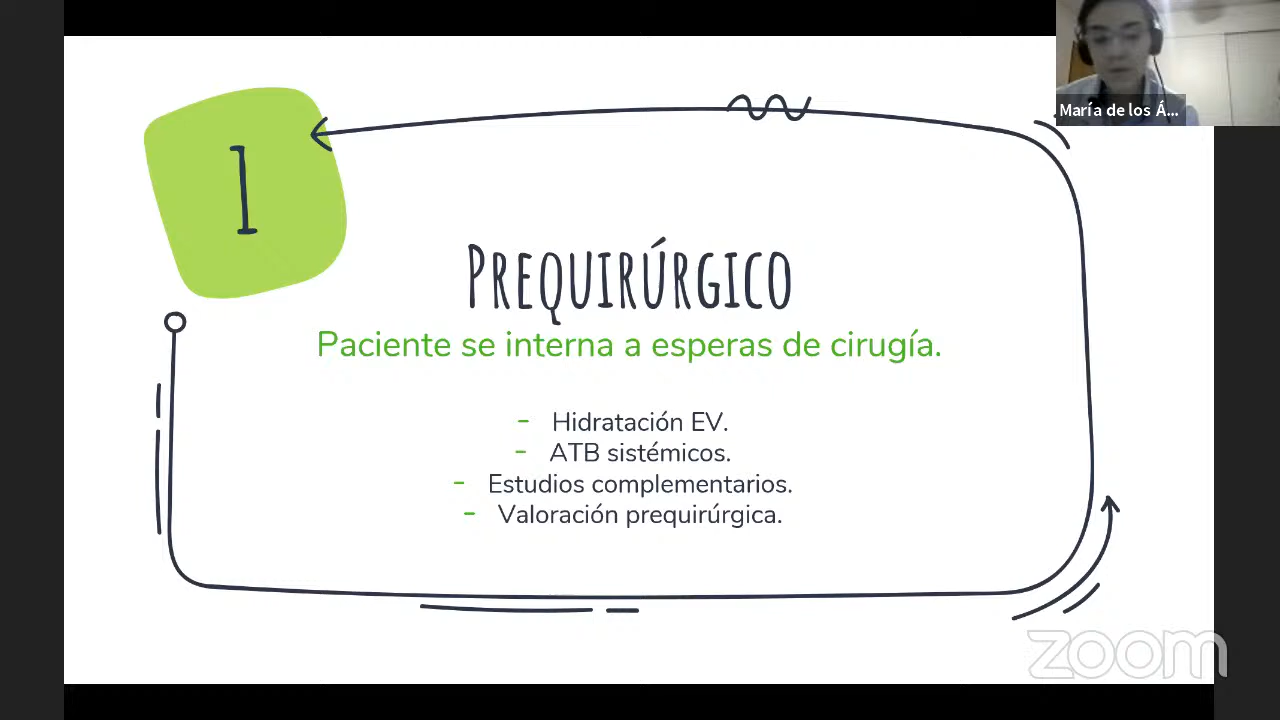 María de los Á...
1
Prequirúrgico
Paciente se interna a esperas de cirugía.
- Hidratación EV.
- ATB sistémicos.
- Estudios complementarios.
- Valoración prequirúrgica.
zoom